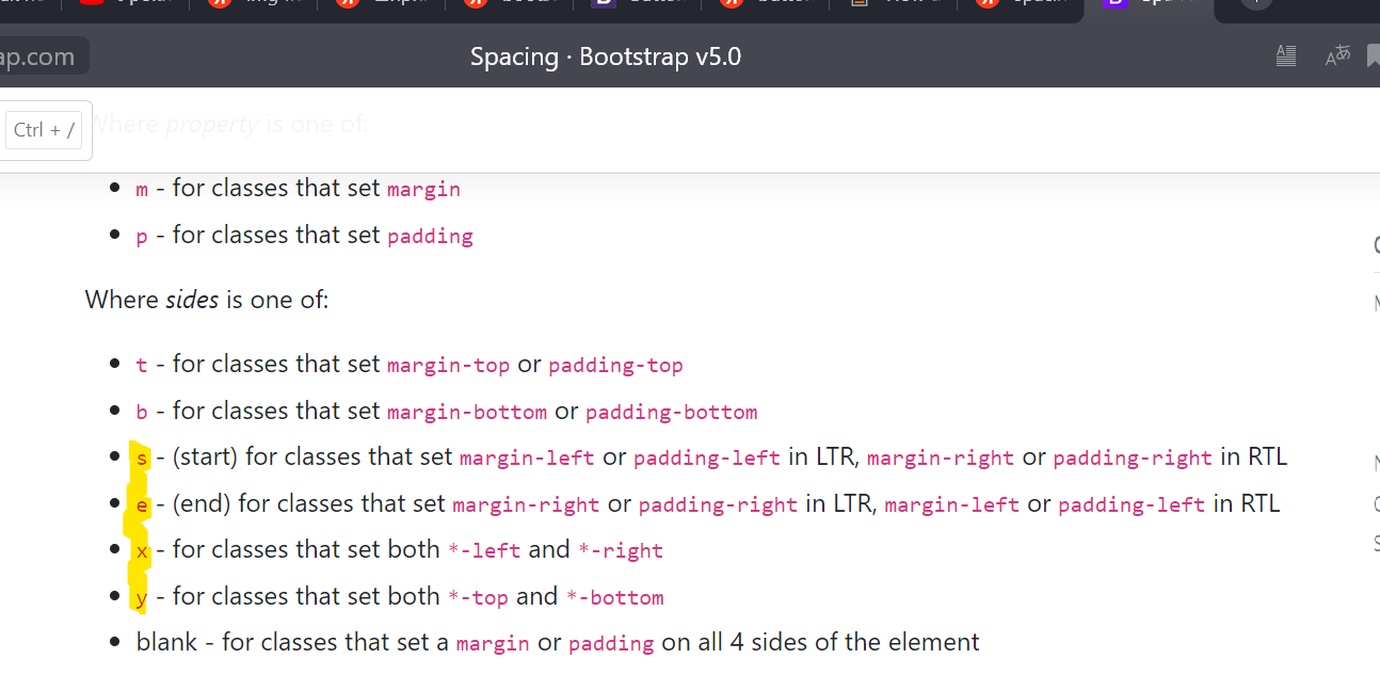 ap.com
Spacing · Bootstrap v5.0
Ctrl + /
Where property is one of:
m - for classes that set margin
p - for classes that set padding
Where sides is one of:
t - for classes that set margin-top or padding-top
b - for classes that set margin-bottom or padding-bottom
s - (start) for classes that set margin-left or padding-left in LTR, margin-right or padding-right in RTL
e - (end) for classes that set margin-right or padding-right in LTR, margin-left or padding-left in RTL
x - for classes that set both *-left and *-right
y - for classes that set both *-top and *-bottom
blank - for classes that set a margin or padding on all 4 sides of the element